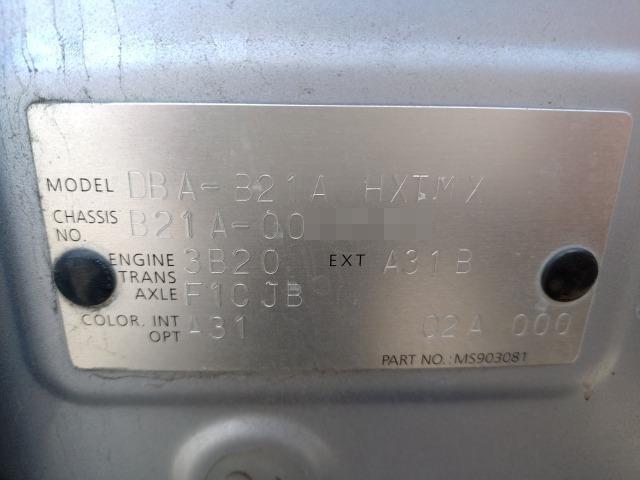 MODEL DBA-B21A HXTMX
CHASSIS NO. B21A-00
ENGINE 3B20 EXT A31B
TRANS AXLE F1CJB
COLOR. INT OPT A31 02A 000
PART NO.: MS903081